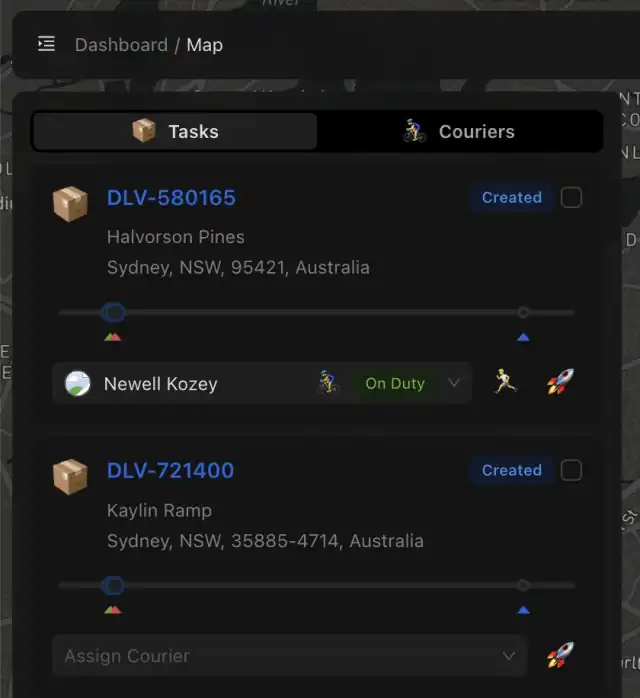 River
Dashboard / Map
Tasks
Couriers
DLV-580165
Created
Halvorson Pines
Sydney, NSW, 95421, Australia
Newell Kozey
On Duty
DLV-721400
Created
Kaylin Ramp
Sydney, NSW, 35885-4714, Australia
Assign Courier